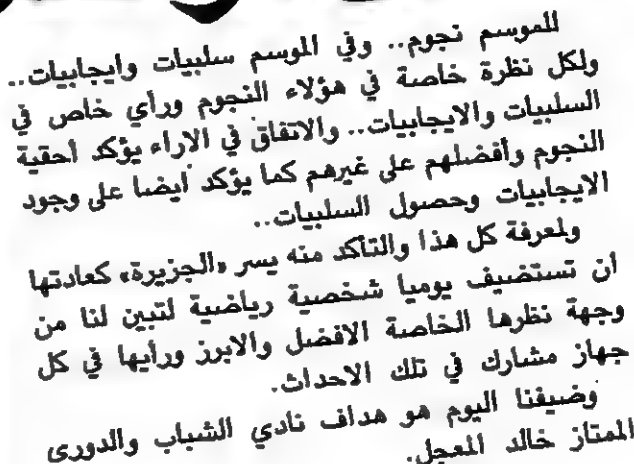 للموسم نجوم.. وفي الموسم سلبيات وايجابيات..
ولكل نظرة خاصة في هؤلاء النجوم ورأي خاص في
السلبيات والايجابيات.. والاتفاق في الاراء يؤكد أحقية
النجوم وأفضلهم على غيرهم كما يؤكد أيضا على وجود
الايجابيات وحصول السلبيات..
ولمعرفة كل هذا والتأكد منه يسر «الجزيرة» كعادتها
ان تستضيف يوميا شخصية رياضية لتبين لنا من
وجهة نظرها الخاصة الافضل والابرز ورأيها في كل
جهاز مشارك في تلك الاحداث.
وضيفنا اليوم هو هداف نادي الشباب والدورى
الممتاز خالد المعجل.